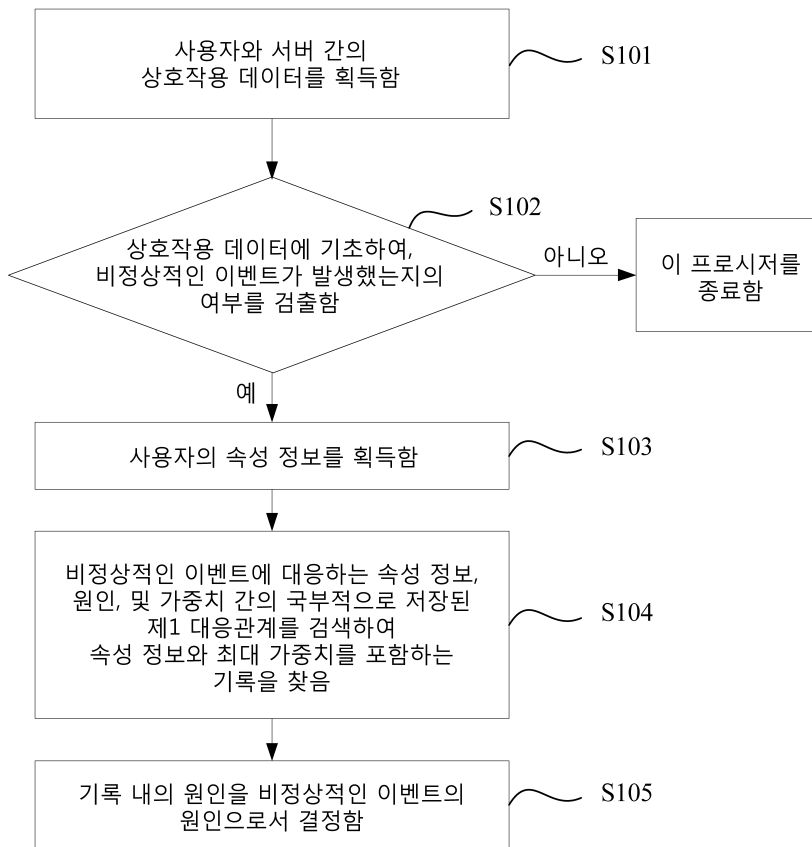 사용자와 서버 간의
상호작용 데이터를 획득함
S101
S102
상호작용 데이터에 기초하여,
비정상적인 이벤트가 발생했는지의
여부를 검출함
아니오
이 프로시저를
종료함
예
사용자의 속성 정보를 획득함
S103
비정상적인 이벤트에 대응하는 속성 정보,
원인, 및 가중치 간의 국부적으로 저장된
제1 대응관계를 검색하여
속성 정보와 최대 가중치를 포함하는
기록을 찾음
S104
기록 내의 원인을 비정상적인 이벤트의
원인으로서 결정함
S105